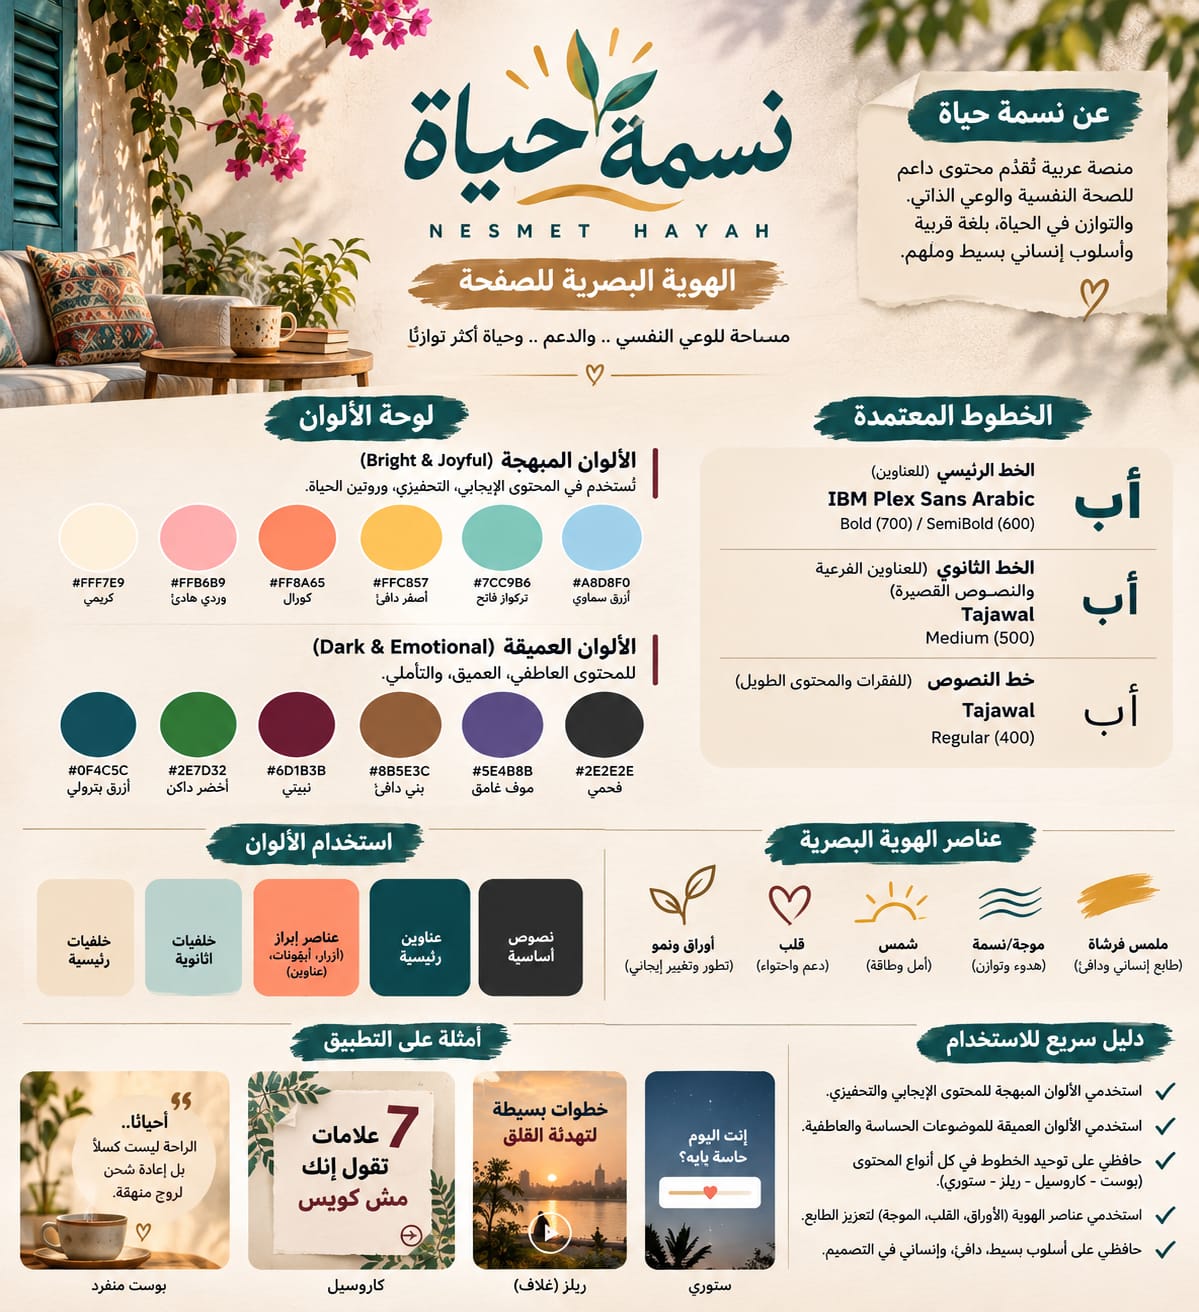 نسمة حياة
NESMET HAYAH
الهوية البصرية للصفحة
مساحة للوعي النفسي .. والدعم .. وحياة أكثر توازنًا
عن نسمة حياة
منصة عربية تُقدُم محتوى داعم
للصحة النفسية والوعي الذاتي.
والتوازن في الحياة، بلغة قريبة
وأسلوب إنساني بسيط وملهم.
الخطوط المعتمدة
أب
الخط الرئيسي (للعناوين)
IBM Plex Sans Arabic
Bold (700) / SemiBold (600)
أب
الخط الثانوي (للعناوين الفرعية
والنصوص القصيرة)
Tajawal
Medium (500)
أب
خط النصوص (للفقرات والمحتوى الطويل)
Tajawal
Regular (400)
لوحة الألوان
الألوان المبهجة (Bright & Joyful)
تُستخدم في المحتوى الإيجابي، التحفيزي، وروتين الحياة.
#A8D8F0
أزرق سماوي
#7CC9B6
تركواز فاتح
#FFC857
أصفر دافئ
#FF8A65
كورال
#FFB6B9
وردي هادئ
#FFF7E9
كريمي
الألوان العميقة (Dark & Emotional)
للمحتوى العاطفي، العميق، والتأملي.
#2E2E2E
فحمي
#5E4B8B
موف غامق
#8B5E3C
بني دافئ
#6D1B3B
نبيتي
#2E7D32
أخضر داكن
#0F4C5C
أزرق بترولي
عناصر الهوية البصرية
ملمس فرشاة
(طابع إنساني ودافئ)
موجة/نسمة
(هدوء وتوازن)
شمس
(أمل وطاقة)
قلب
(دعم واحتواء)
أوراق ونمو
(تطور وتغيير إيجاني)
استخدام الألوان
نصوص
أساسية
عناوين
رئيسية
عناصر إبراز
(أزرار، أيقونات،
(عناوين)
خلفيات
اثانوية
خلفيات
رئيسية
دليل سريع للاستخدام
استخدمي الألوان المبهجة للمحتوى الإيجابي والتحفيزي.
استخدمي الألوان العميقة للموضوعات الحساسة والعاطفية.
حافظي على توحيد الخطوط في كل أنواع المحتوى
(بوست - كاروسيل - ريلز - ستوري).
استخدمي عناصر الهوية (الأوراق، القلب، الموجة) لتعزيز الطابع.
حافظي على أسلوب بسيط، دافئ، وإنساني في التصميم.
أمثلة على التطبيق
إنت اليوم
حاسة بإيه؟
ستوري
خطوات بسيطة
لتهدئة القلق
ريلز (غلاف)
7 علامات
تقول إنك
مش كويس
كاروسيل
أحيانًا..
الراحة ليست كسلاً
بل إعادة شحن
لروح منهقة.
بوست منفرد